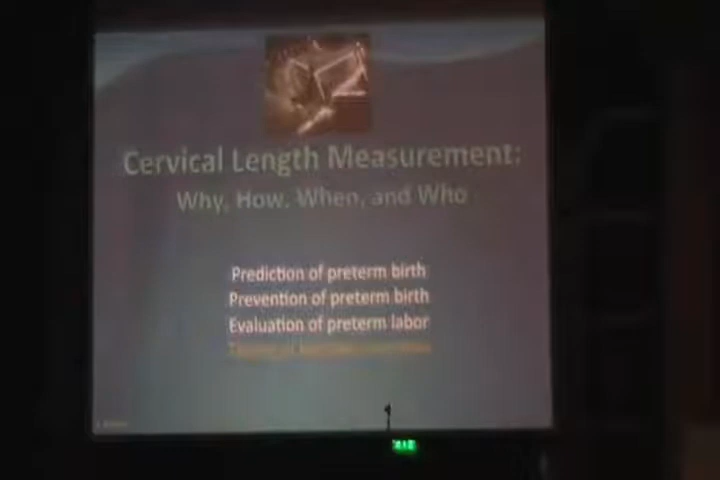 Cervical Length Measurement:
Why, How. When, and Who
Prediction of preterm birth
Prevention of preterm birth
Evaluation of preterm labor